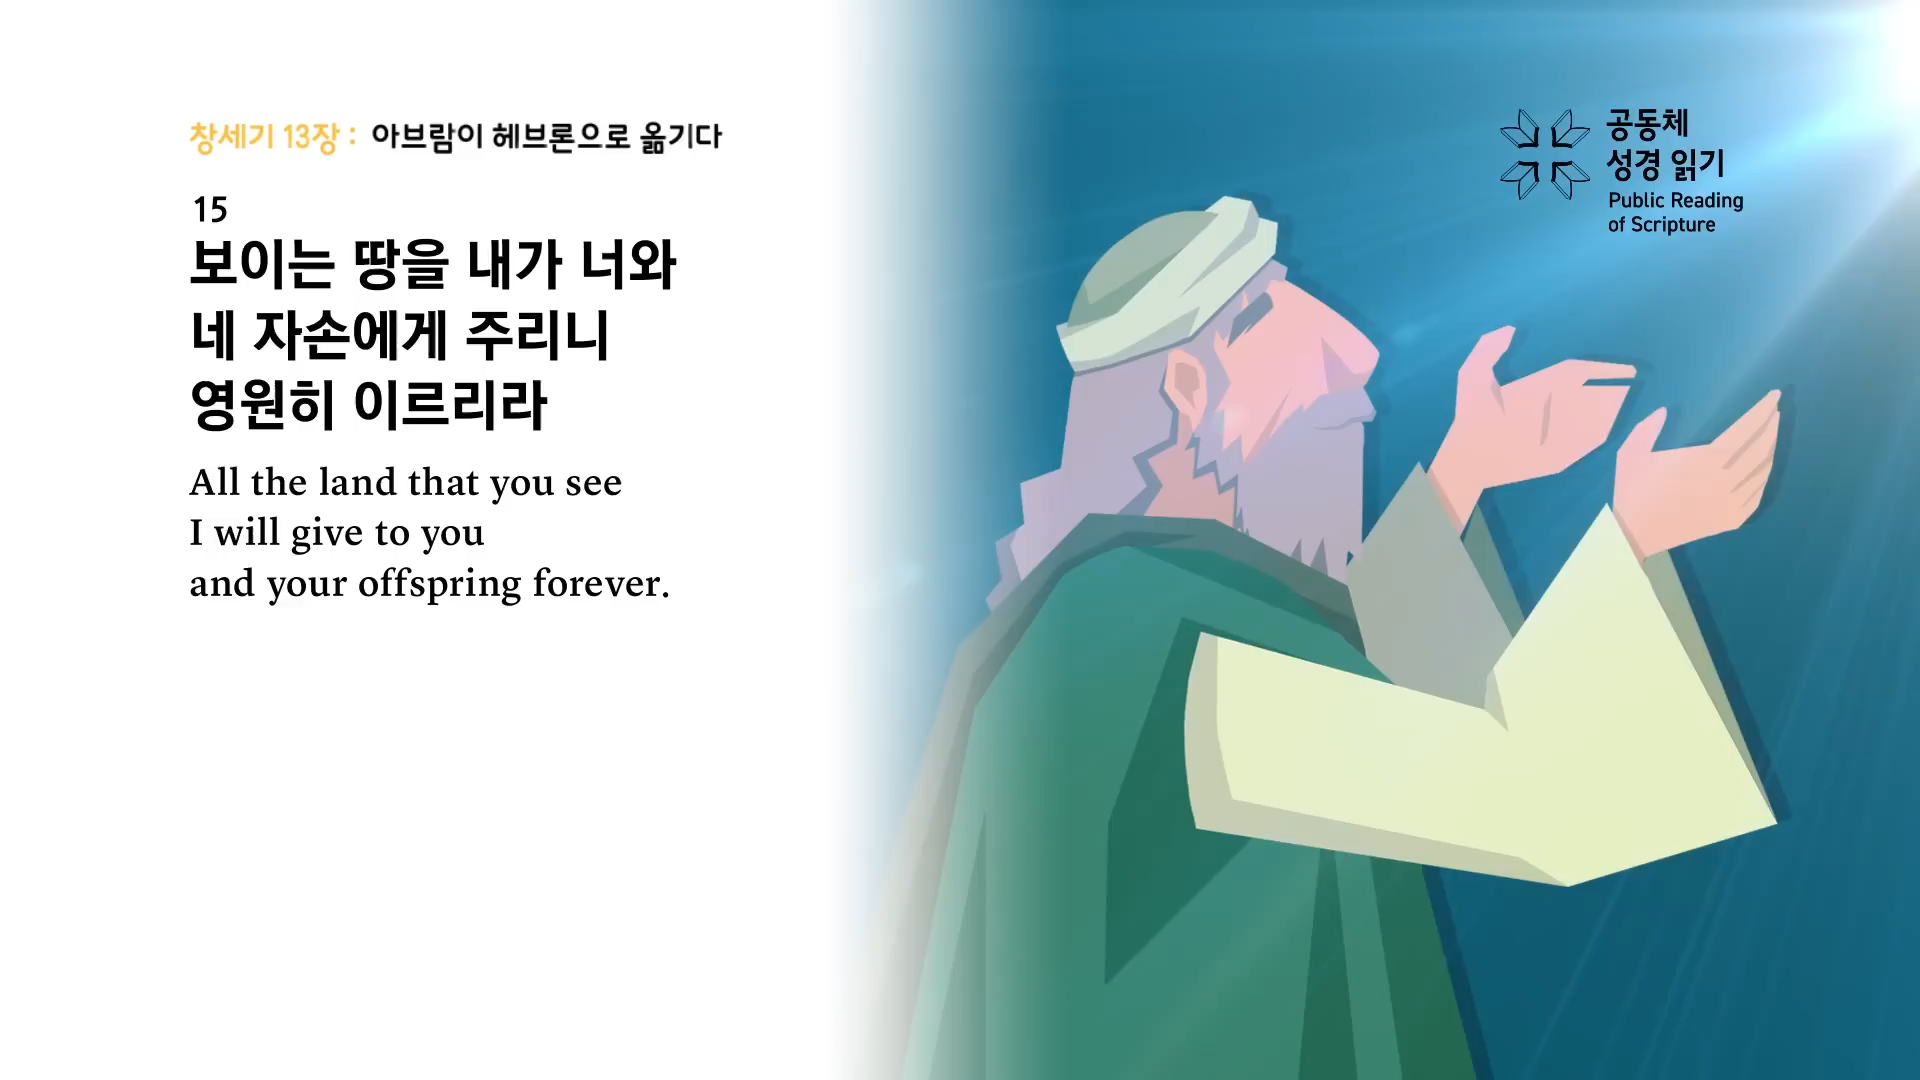 창세기 13장 : 아브람이 헤브론으로 옮기다
15
보이는 땅을 내가 너와
네 자손에게 주리니
영원히 이르리라
All the land that you see
I will give to you
and your offspring forever.
공동체
성경 읽기
Public Reading
of Scripture